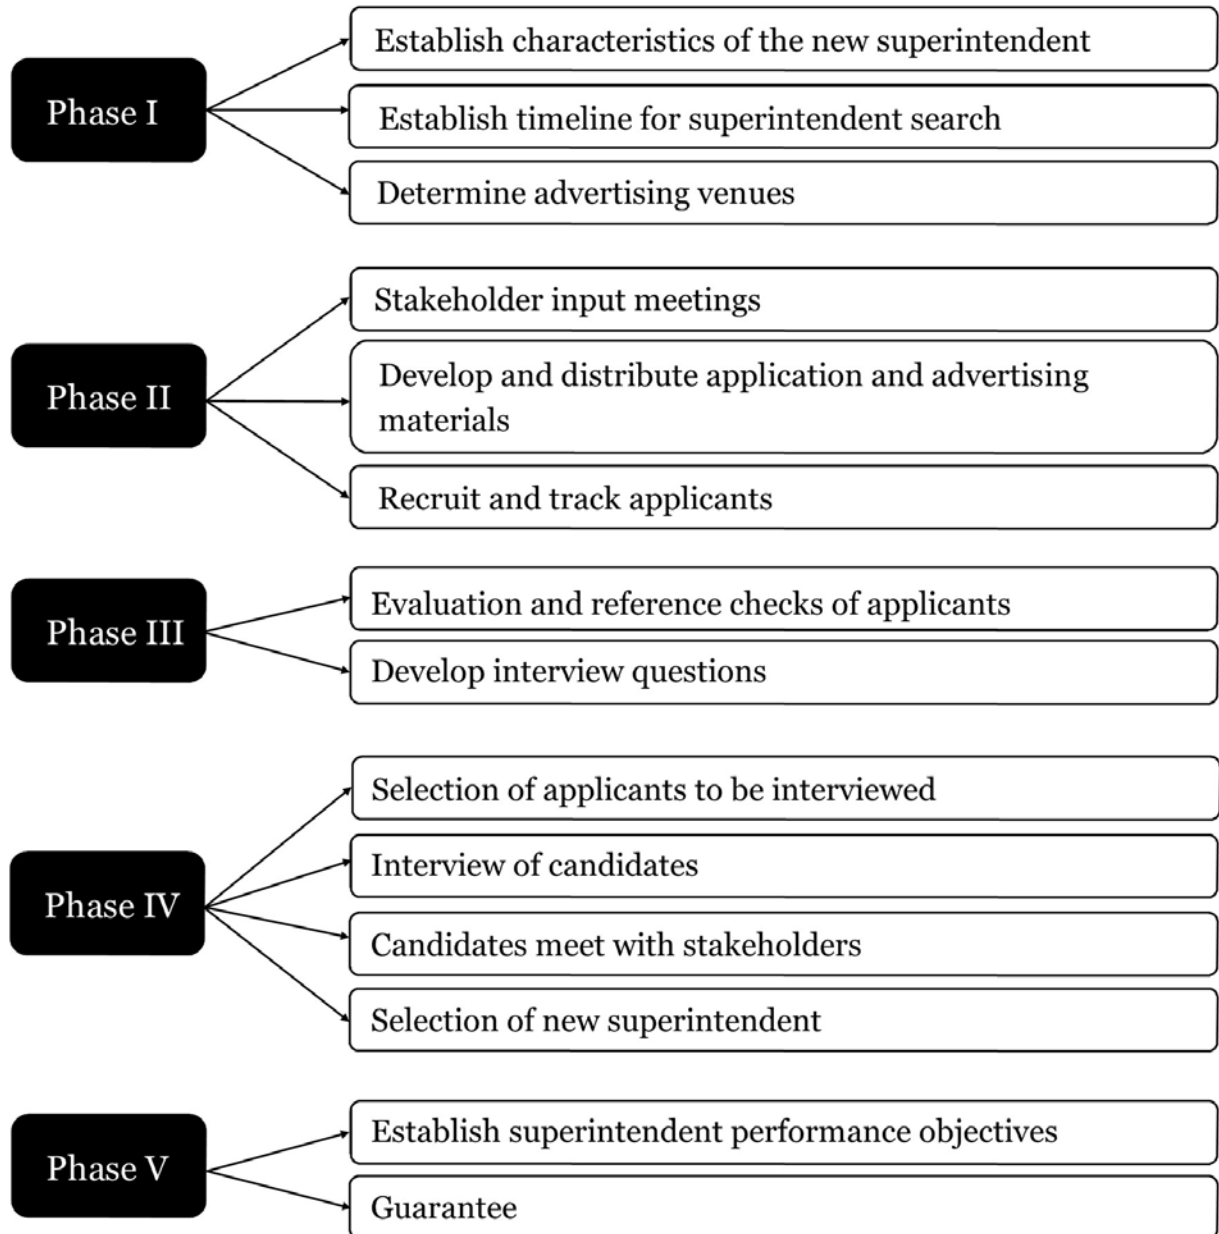 Phase I
Establish characteristics of the new superintendent
Establish timeline for superintendent search
Determine advertising venues
Phase II
Stakeholder input meetings
Develop and distribute application and advertising
materials
Recruit and track applicants
Phase III
Evaluation and reference checks of applicants
Develop interview questions
Phase IV
Selection of applicants to be interviewed
Interview of candidates
Candidates meet with stakeholders
Selection of new superintendent
Phase V
Establish superintendent performance objectives
Guarantee